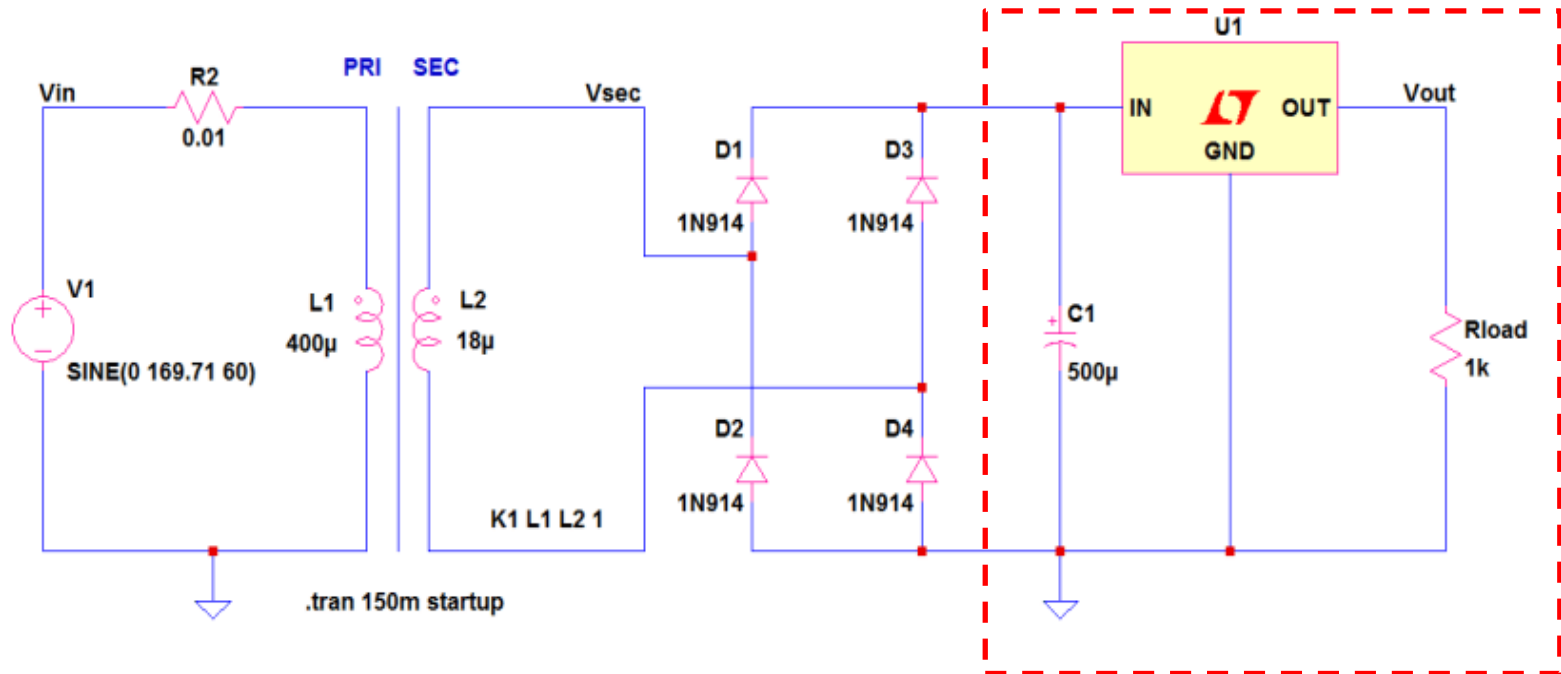 U1
PRI SEC
Vin
R2
0.01
Vsec
IN
OUT
GND
Vout
D1
1N914
D3
1N914
V1
SINE(0 169.71 60)
L1
400µ
L2
18µ
C1
+
500µ
Rload
1k
D2
1N914
D4
1N914
K1 L1 L2 1
.tran 150m startup